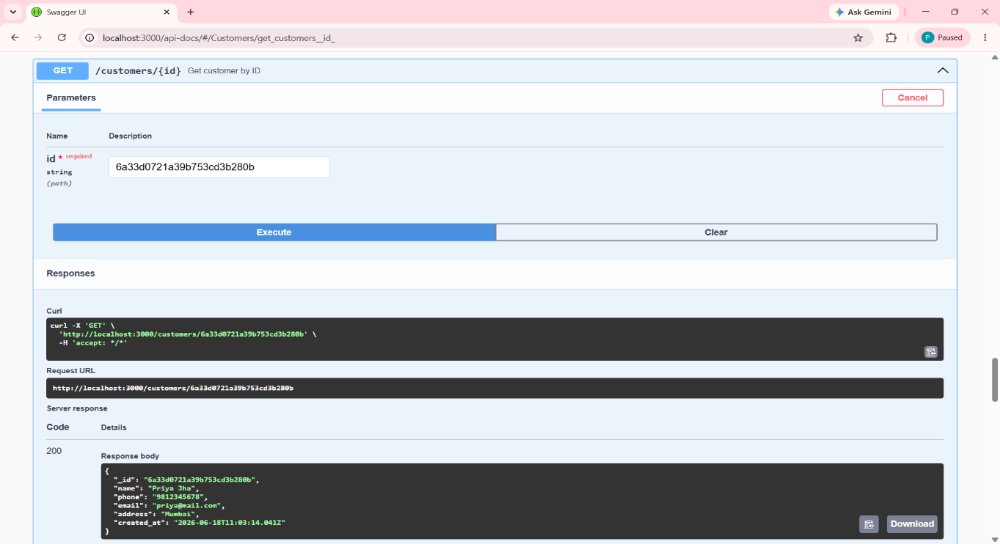 Swagger UI
Ask Gemini
localhost:3000/api-docs/#/Customers/get_customers__id_
P Paused
GET /customers/{id} Get customer by ID
Parameters
Cancel
Name Description
id * required
string
(path)
6a33d0721a39b753cd3b280b
Execute Clear
Responses
Curl
curl -X 'GET' \
'http://localhost:3000/customers/6a33d0721a39b753cd3b280b' \
-H 'accept: */*'
Request URL
http://localhost:3000/customers/6a33d0721a39b753cd3b280b
Server response
Code Details
200
Response body
{
"_id": "6a33d0721a39b753cd3b280b",
"name": "Priya Jha",
"phone": "9812345678",
"email": "priya@mail.com",
"address": "Mumbai",
"created_at": "2026-06-18T11:03:14.041Z"
}
Download